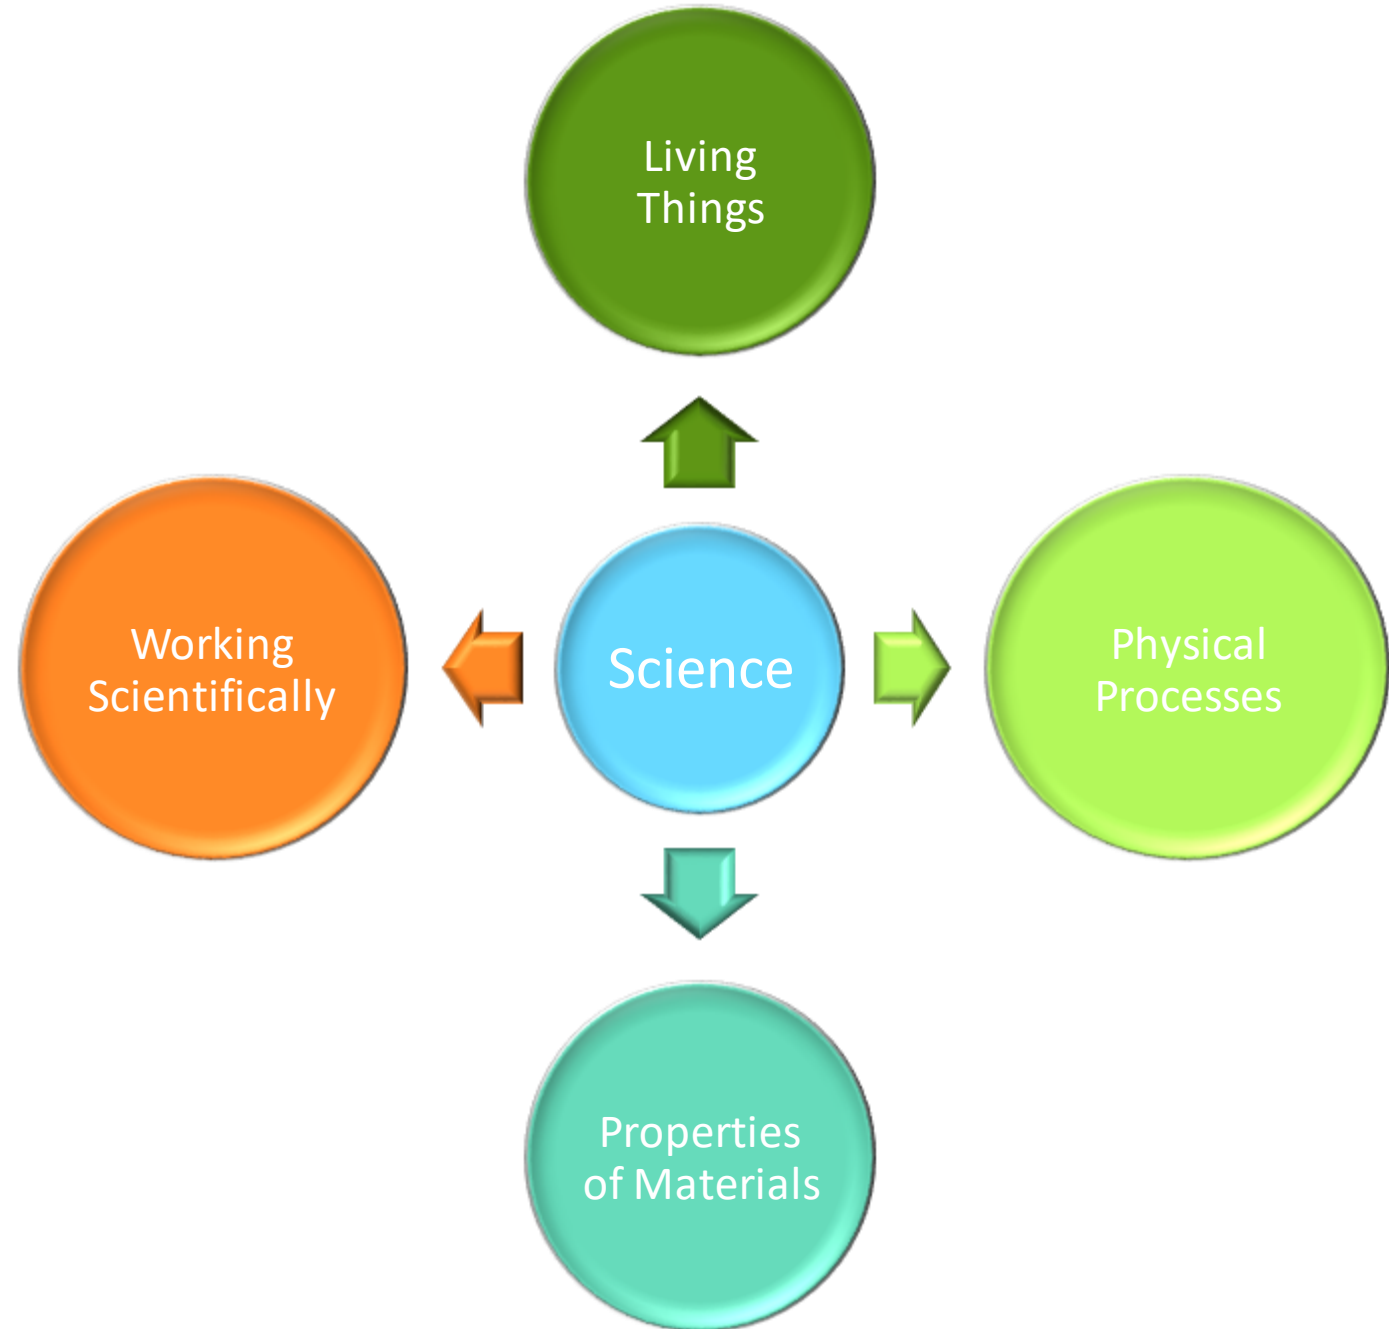 Living
Things
Working
Scientifically
Science
Physical
Processes
Properties
of Materials